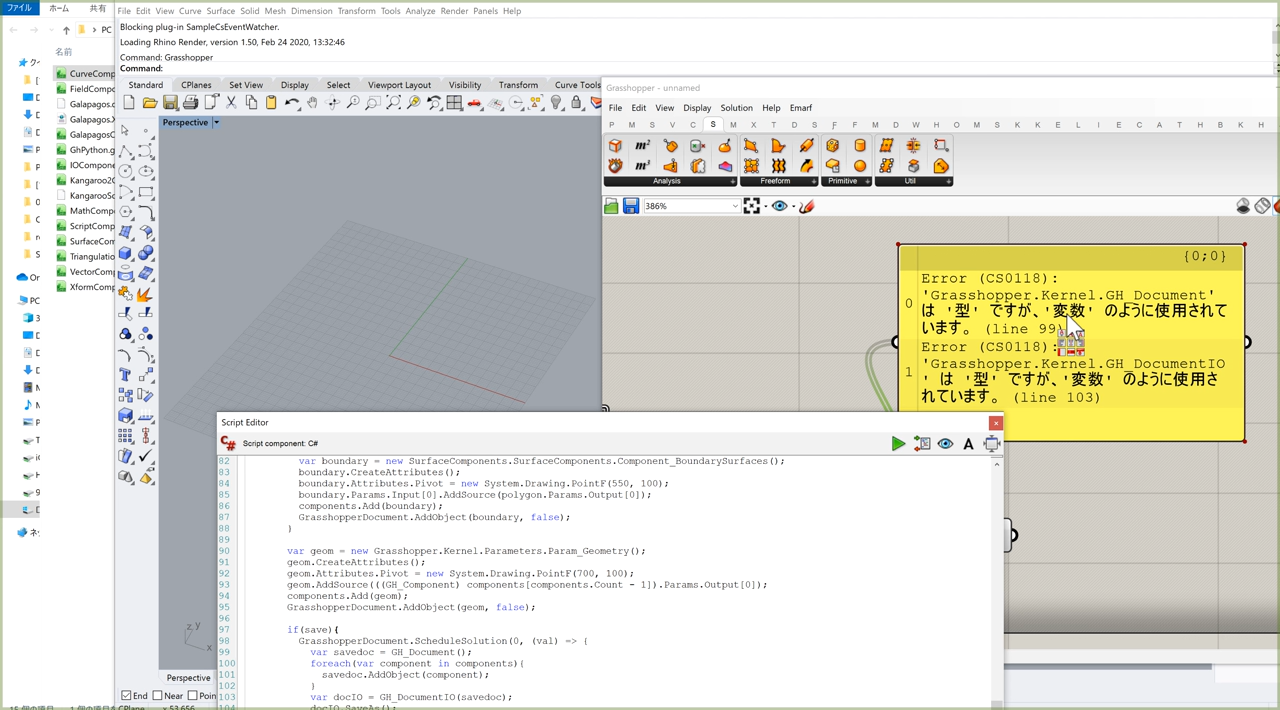 ファイル ホーム 共有
File Edit View Curve Surface Solid Mesh Dimension Transform Tools Analyze Render Panels Help
Blocking plug-in SampleCsEventWatcher.
Loading Rhino Render, version 1.50, Feb 24 2020, 13:32:46
Command: Grasshopper
Command:
PC
名前
CurveComp
FieldCompo
Galapagos.c
Galapagos.X
GalapagosC
GhPython.g
IOCompone
Kangaroo2C
KangarooSo
MathComp
ScriptComp
SurfaceCom
Triangulatio
VectorComp
XformComp
Standard CPlanes Set View Display Select Viewport Layout Visibility Transform Curve Tools
Perspective
Grasshopper - unnamed
File Edit View Display Solution Help Emarf
P M S V C S M X T D S F F M D W H O M S K K E L I E C A T H B K H
Analysis Freeform Primitive Util
386%
{0;0}
0 Error (CS0118):
'Grasshopper.Kernel.GH_Document'
は '型' ですが、'変数' のように使用されて
います。 (line 99)
1 Error (CS0118):
'Grasshopper.Kernel.GH_DocumentIO
' は '型' ですが、'変数' のように使用さ
れています。 (line 103)
Script Editor
Script component: C#
82 var boundary = new SurfaceComponents.SurfaceComponents.Component_BoundarySurfaces();
83 boundary.CreateAttributes();
84 boundary.Attributes.Pivot = new System.Drawing.PointF(550, 100);
85 boundary.Params.Input[0].AddSource(polygon.Params.Output[0]);
86 components.Add(boundary);
87 GrasshopperDocument.AddObject(boundary, false);
88 }
89
90 var geom = new Grasshopper.Kernel.Parameters.Param_Geometry();
91 geom.CreateAttributes();
92 geom.Attributes.Pivot = new System.Drawing.PointF(700, 100);
93 geom.AddSource(((GH_Component) components[components.Count - 1]).Params.Output[0]);
94 components.Add(geom);
95 GrasshopperDocument.AddObject(geom, false);
96
97 if(save){
98 GrasshopperDocument.ScheduleSolution(0, (val) => {
99 var savedoc = GH_Document();
100 foreach(var component in components){
101 savedoc.AddObject(component);
102 }
103 var docIO = GH_DocumentIO(savedoc);
104 docIO.SaveAs();
z y
x
Perspective
End Near Poin
CPlane x 53.656